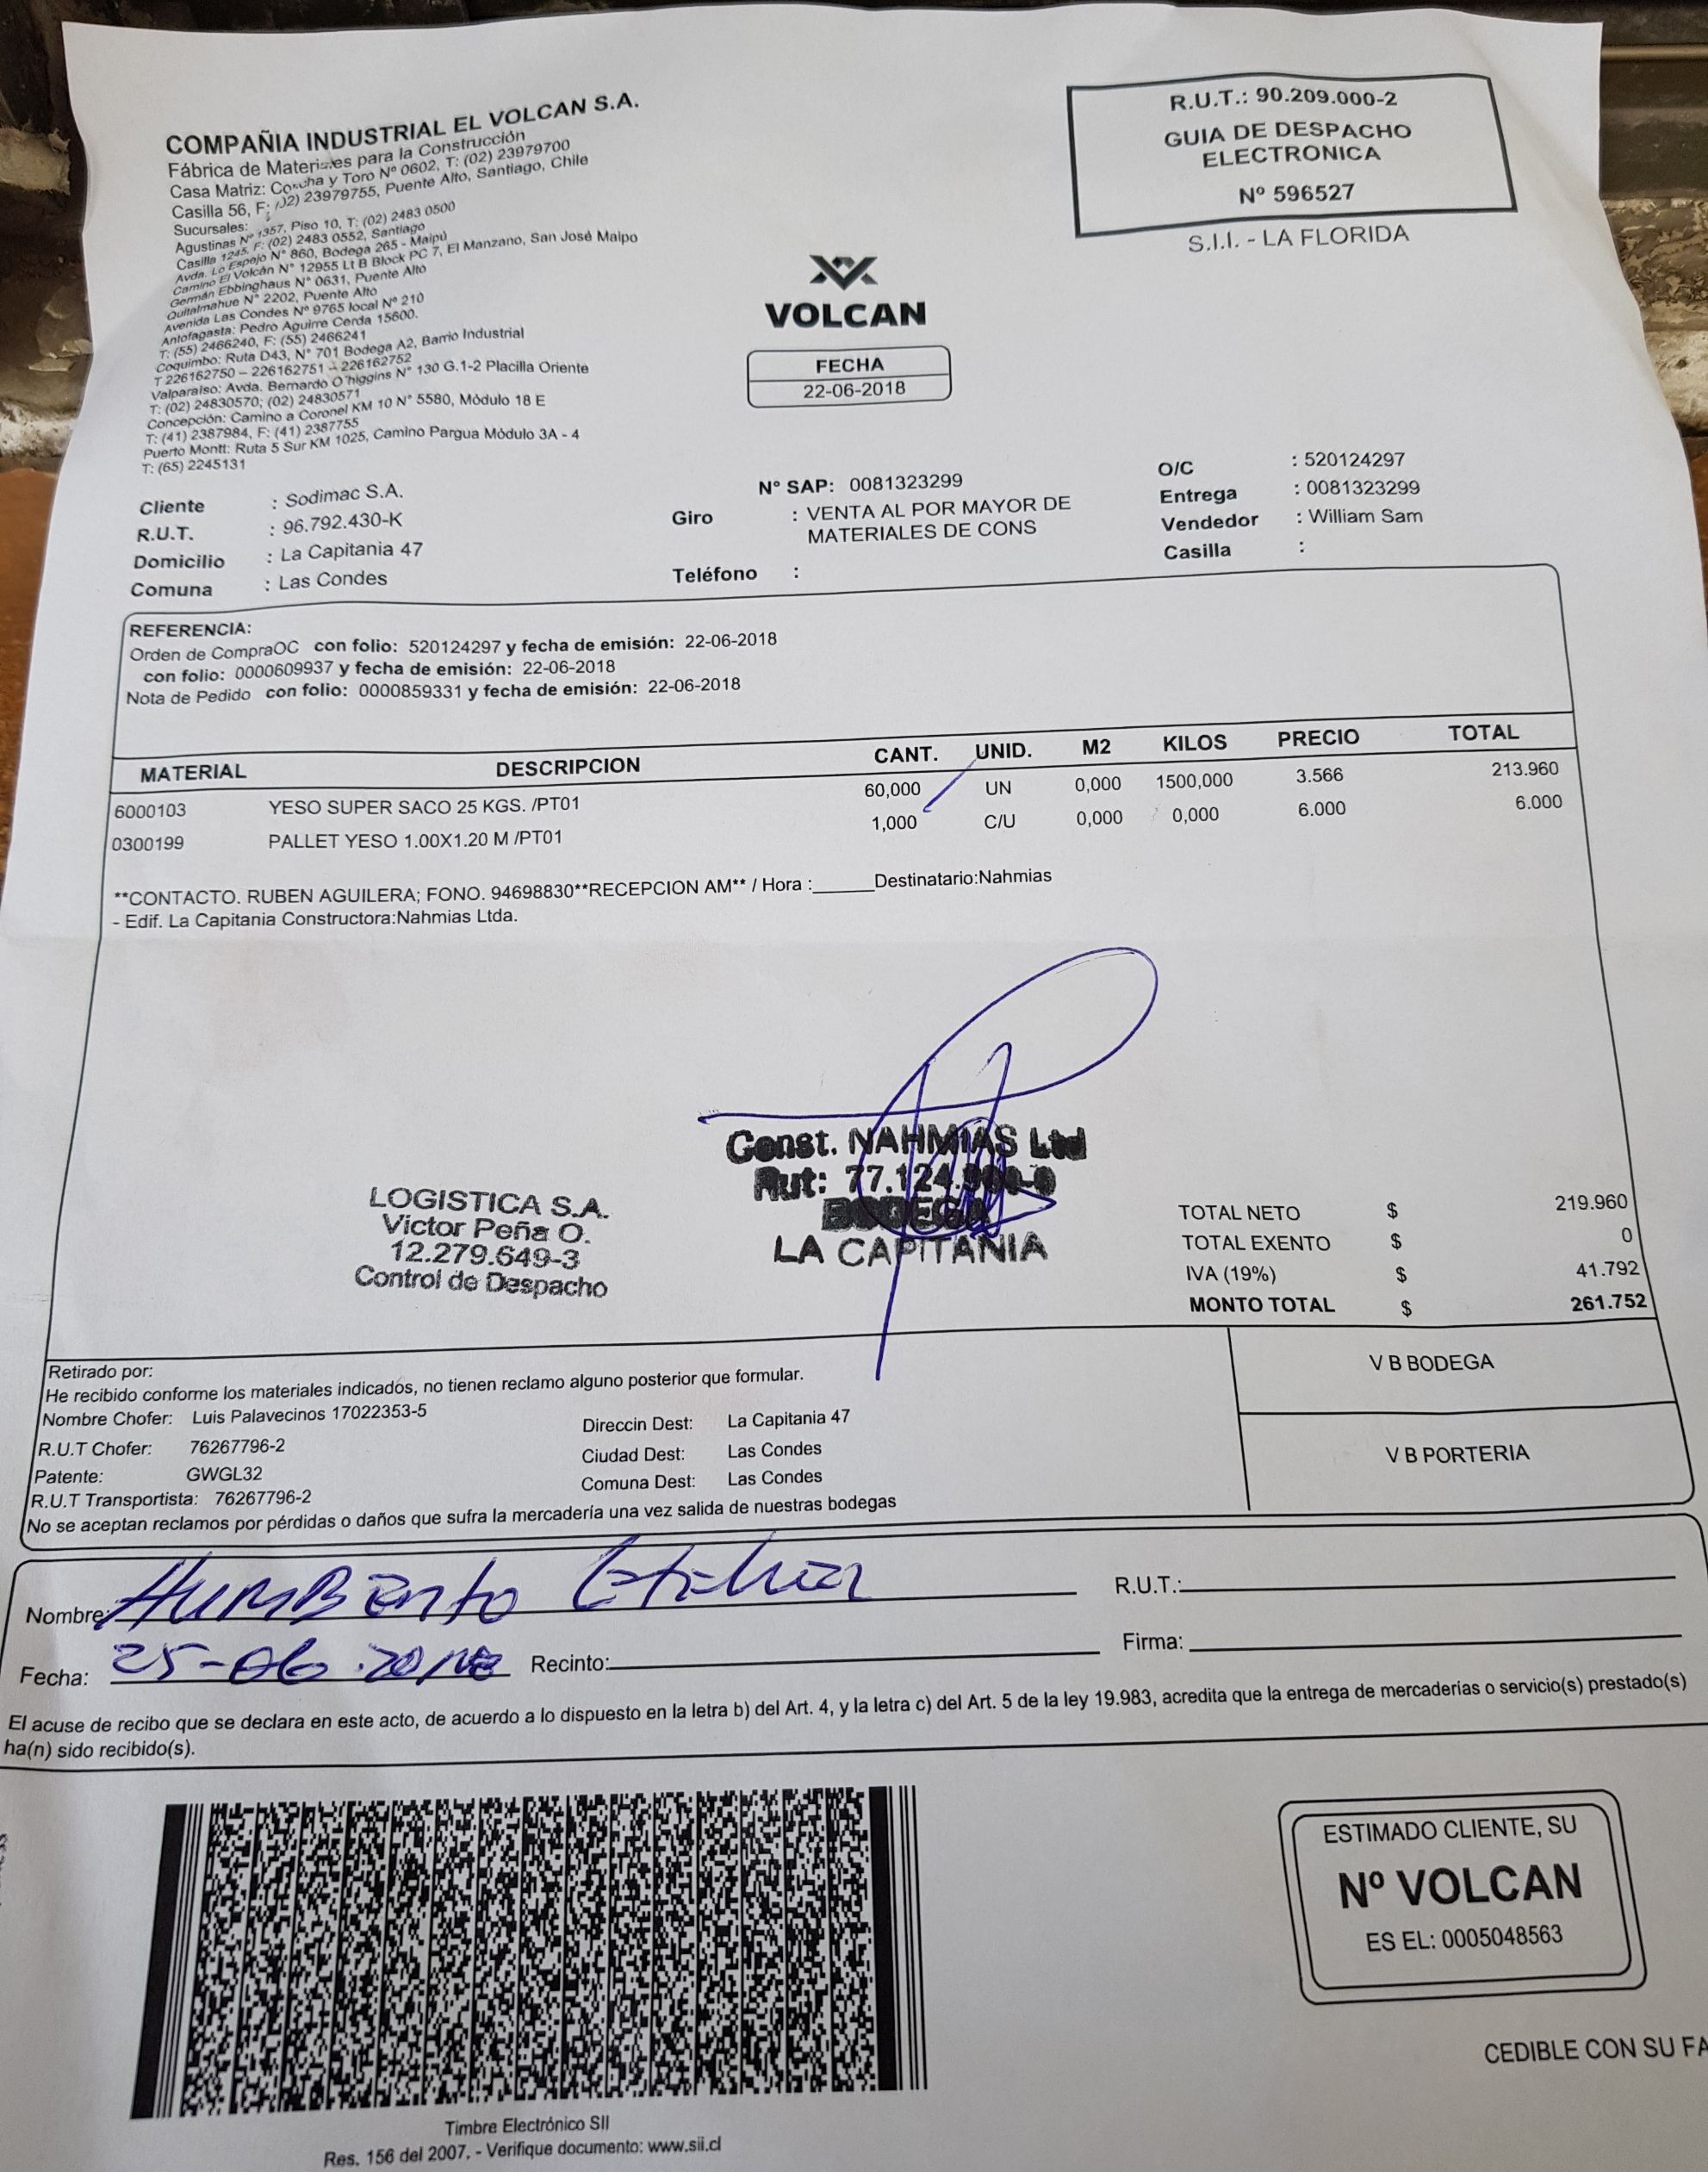 COMPAÑIA INDUSTRIAL EL VOLCAN S.A.
Fábrica de Materiales para la Construcción
Casa Matriz: Concha y Toro Nº 0602, T: (02) 23979700
Casilla 56, F: (02) 23979755, Puente Alto, Santiago, Chile
Sucursales:
Agustinas Nº 1357, Piso 10, T: (02) 2483 0500
Casilla 1245, F: (02) 2483 0552, Santiago
Avda. Lo Espejo N° 860, Bodega 265 - Maipú
Camino El Volcán N° 12955 Lt B Block PC 7, El Manzano, San José Maipo
Germán Ebbinghaus N° 0631, Puente Alto
Quitalmahue N° 2202, Puente Alto
Avenida Las Condes Nº 9765 local Nº 210
Antofagasta: Pedro Aguirre Cerda 15600.
T: (55) 2466240, F: (55) 2466241
Coquimbo: Ruta D43, N° 701 Bodega A2, Barrio Industrial
T 226162750 – 226162751 – 226162752
Valparaíso: Avda. Bernardo O'higgins N° 130 G.1-2 Placilla Oriente
T: (02) 24830570; (02) 24830571
Concepción: Camino a Coronel KM 10 N° 5580, Módulo 18 E
T: (41) 2387984, F: (41) 2387755
Puerto Montt: Ruta 5 Sur KM 1025, Camino Pargua Módulo 3A - 4
T: (65) 2245131
R.U.T.: 90.209.000-2
GUIA DE DESPACHO
ELECTRONICA
Nº 596527
S.I.I. - LA FLORIDA
VOLCAN
FECHA
22-06-2018
Cliente : Sodimac S.A.
R.U.T. : 96.792.430-K
Domicilio : La Capitania 47
Comuna : Las Condes
N° SAP: 0081323299
Giro : VENTA AL POR MAYOR DE
MATERIALES DE CONS
Teléfono :
O/C : 520124297
Entrega : 0081323299
Vendedor : William Sam
Casilla :
REFERENCIA:
Orden de CompraOC con folio: 520124297 y fecha de emisión: 22-06-2018
con folio: 0000609937 y fecha de emisión: 22-06-2018
Nota de Pedido con folio: 0000859331 y fecha de emisión: 22-06-2018
MATERIAL DESCRIPCION CANT. UNID. M2 KILOS PRECIO TOTAL
6000103 YESO SUPER SACO 25 KGS. /PT01 60,000 UN 0,000 1500,000 3.566 213.960
0300199 PALLET YESO 1.00X1.20 M /PT01 1,000 C/U 0,000 0,000 6.000 6.000
**CONTACTO. RUBEN AGUILERA; FONO. 94698830**RECEPCION AM** / Hora :______Destinatario:Nahmias
- Edif. La Capitania Constructora:Nahmias Ltda.
LOGISTICA S.A.
Victor Peña O.
12.279.649-3
Control de Despacho
Const. NAHMIAS Ltd
Rut: 77.124.
BODEGA
LA CAPITANIA
TOTAL NETO $ 219.960
TOTAL EXENTO $ 0
IVA (19%) $ 41.792
MONTO TOTAL $ 261.752
Retirado por:
He recibido conforme los materiales indicados, no tienen reclamo alguno posterior que formular.
Nombre Chofer: Luis Palavecinos 17022353-5
R.U.T Chofer: 76267796-2
Patente: GWGL32
R.U.T Transportista: 76267796-2
Direccin Dest: La Capitania 47
Ciudad Dest: Las Condes
Comuna Dest: Las Condes
No se aceptan reclamos por pérdidas o daños que sufra la mercadería una vez salida de nuestras bodegas
V B BODEGA
V B PORTERIA
Nombre: HUMBErto
R.U.T.:
Fecha: 25-06.2018 Recinto:
Firma:
El acuse de recibo que se declara en este acto, de acuerdo a lo dispuesto en la letra b) del Art. 4, y la letra c) del Art. 5 de la ley 19.983, acredita que la entrega de mercaderías o servicio(s) prestado(s)
ha(n) sido recibido(s).
Timbre Electrónico SII
Res. 156 del 2007. - Verifique documento: www.sii.cl
ESTIMADO CLIENTE, SU
Nº VOLCAN
ES EL: 0005048563
CEDIBLE CON SU FA